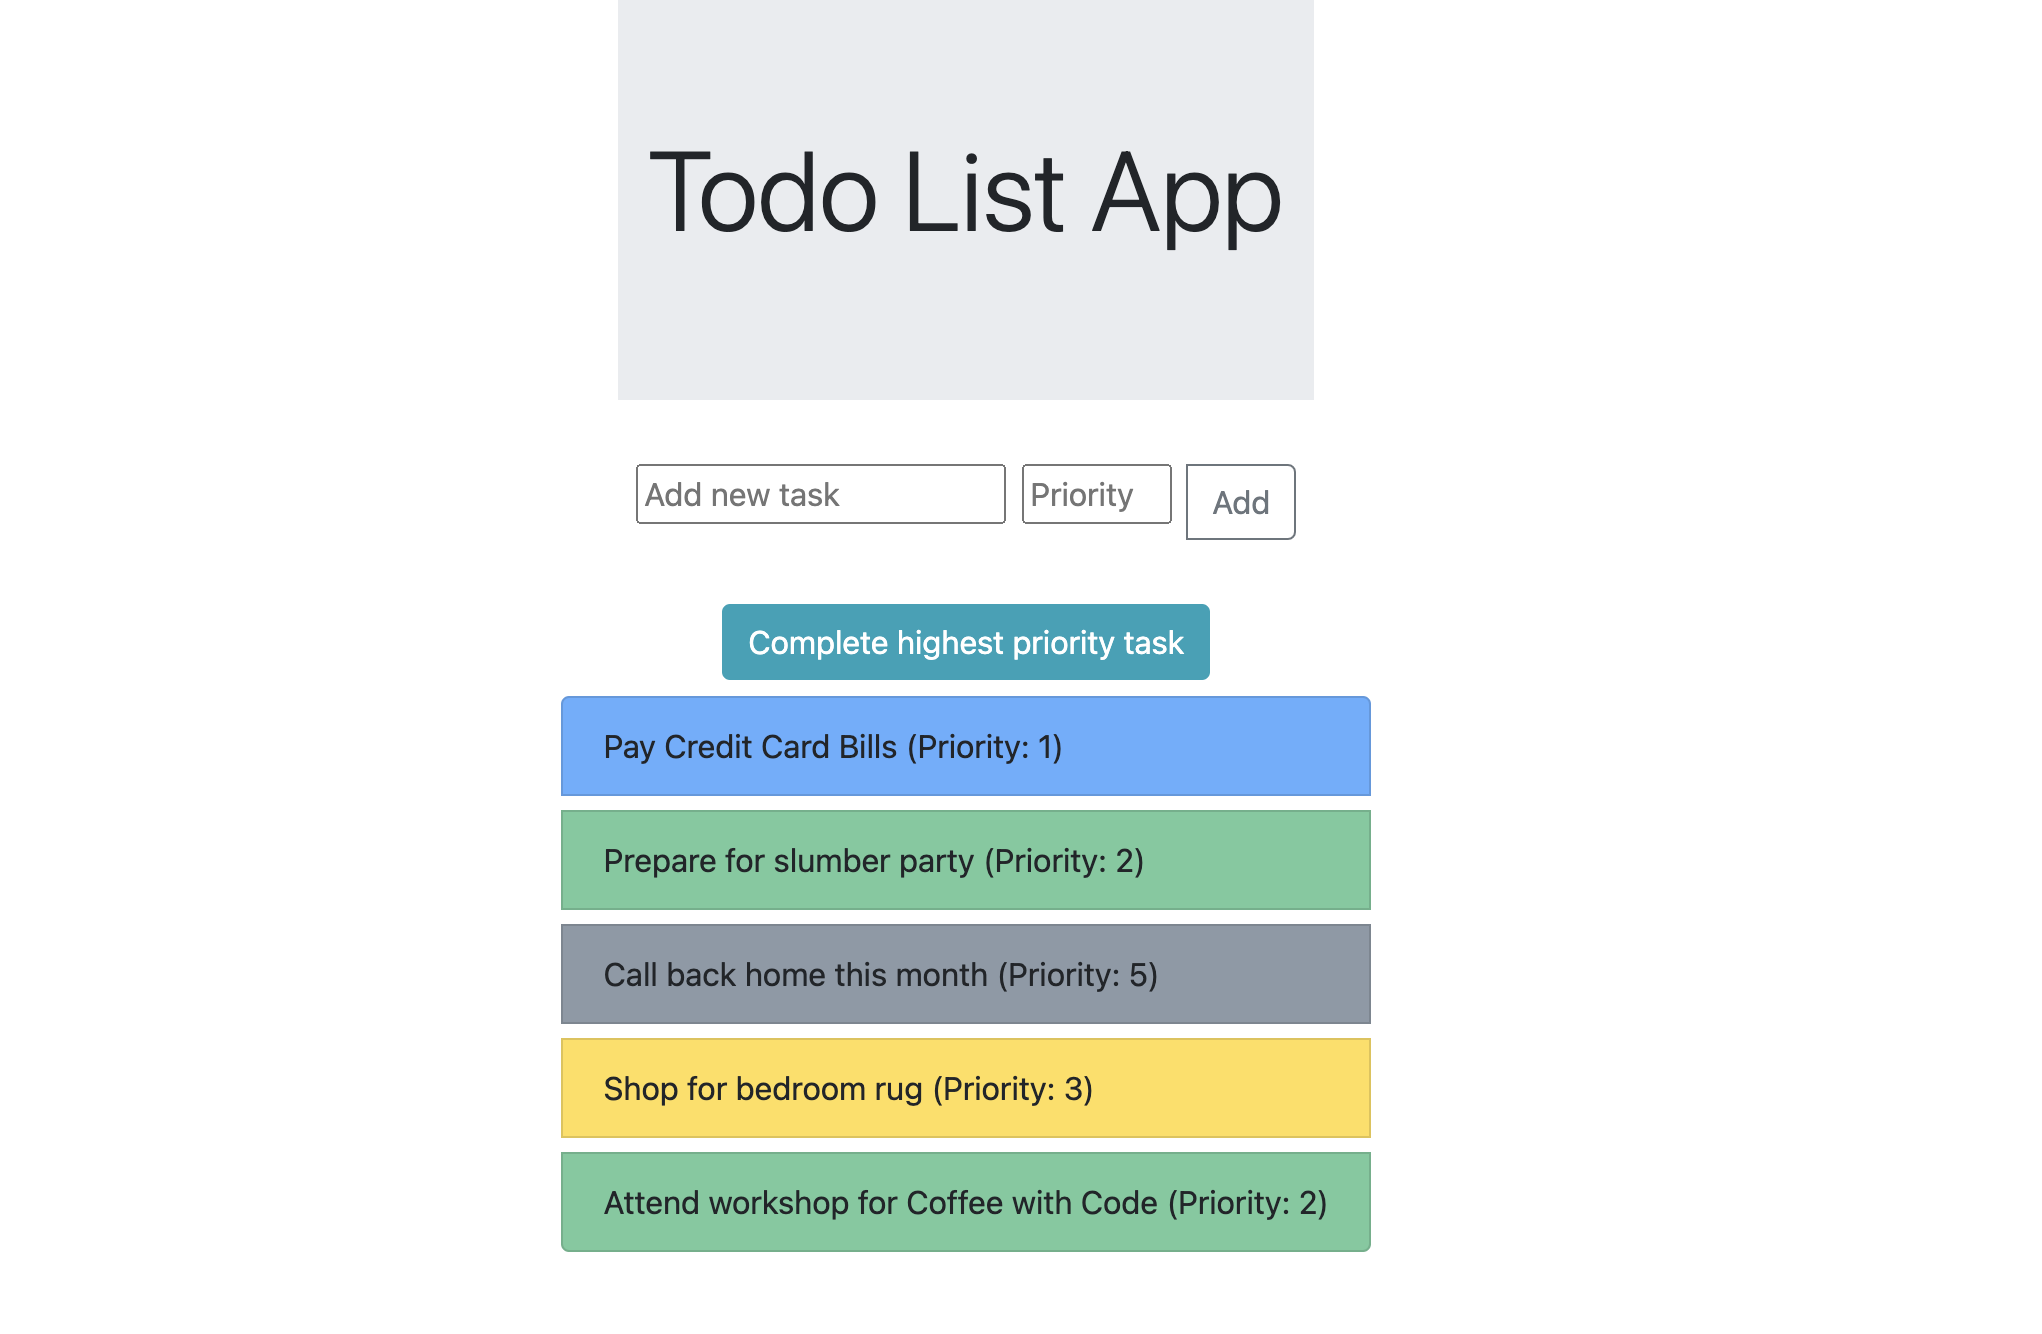 Todo List App
Add new task Priority Add
Complete highest priority task
Pay Credit Card Bills (Priority: 1)
Prepare for slumber party (Priority: 2)
Call back home this month (Priority: 5)
Shop for bedroom rug (Priority: 3)
Attend workshop for Coffee with Code (Priority: 2)